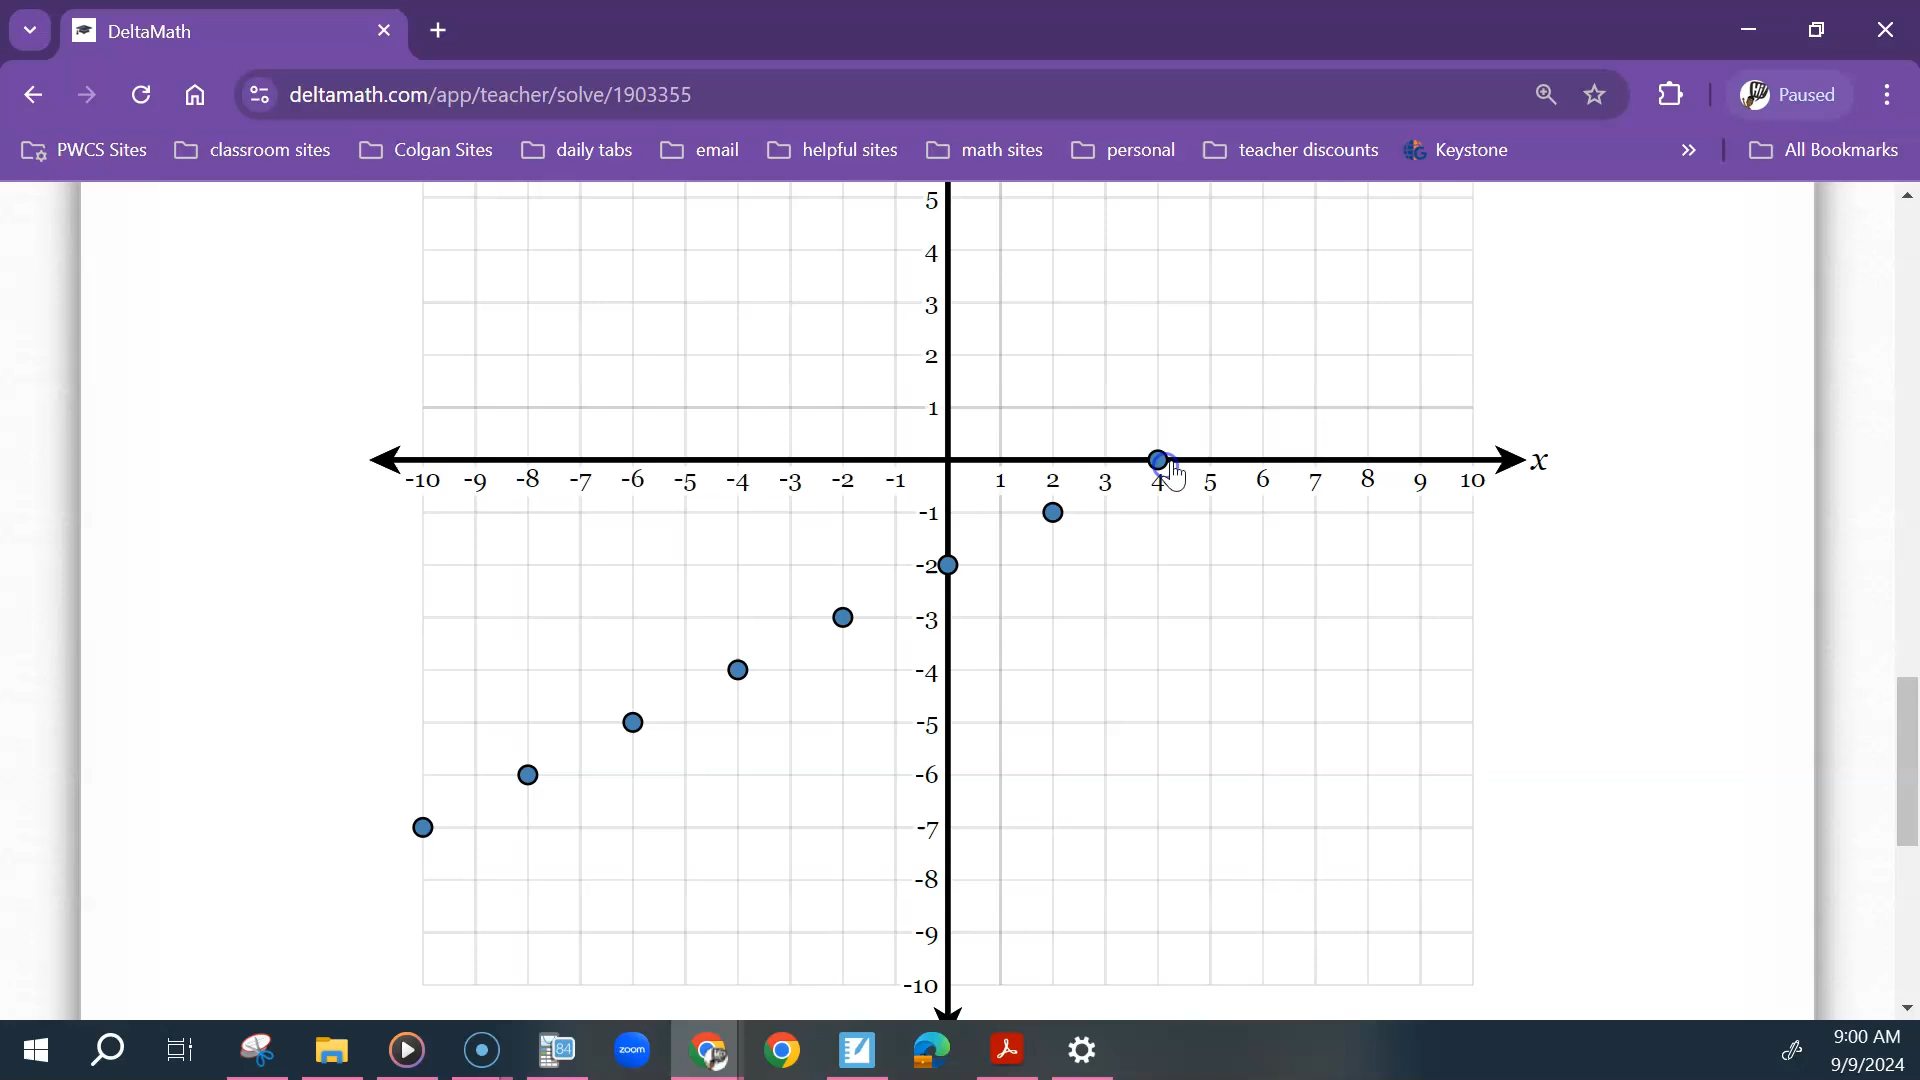 DeltaMath
deltamath.com/app/teacher/solve/1903355
Paused
PWCS Sites classroom sites Colgan Sites daily tabs email helpful sites math sites personal teacher discounts Keystone » All Bookmarks
5
4
3
2
1
x
-10 -9 -8 -7 -6 -5 -4 -3 -2 -1 1 2 3 4 5 6 7 8 9 10
-1
-2
-3
-4
-5
-6
-7
-8
-9
-10
84
zoom
9:00 AM
9/9/2024